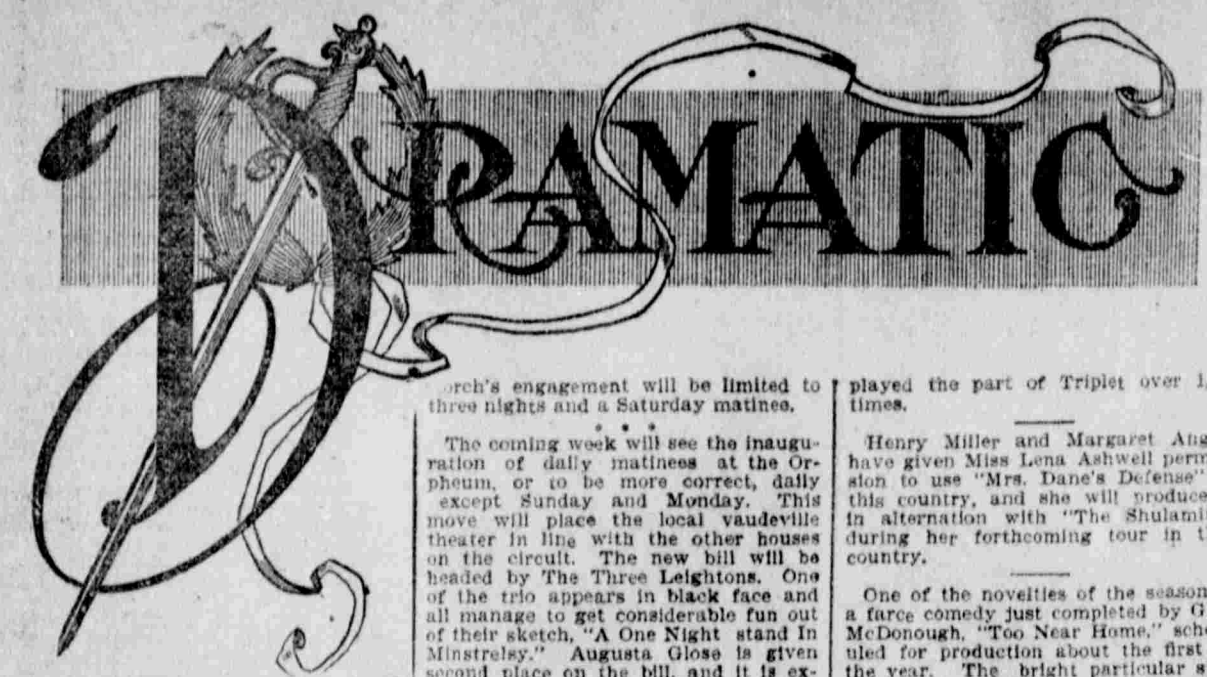 DRAMATIC
orch's engagement will be limited to
three nights and a Saturday matinee.
• • •
The coming week will see the inaugu-
ration of daily matinees at the Or-
pheum, or to be more correct, daily
except Sunday and Monday. This
move will place the local vaudeville
theater in line with the other houses
on the circuit. The new bill will be
headed by The Three Leightons. One
of the trio appears in black face and
all manage to get considerable fun out
of their sketch, "A One Night stand In
Minstrelsy." Augusta Glose is given
second place on the bill, and it is ex-
played the part of Triplet over 1,
times.
Henry Miller and Margaret Ang
have given Miss Lena Ashwell perm
sion to use "Mrs. Dane's Defense"
this country, and she will produce
in alternation with "The Shulami
during her forthcoming tour in t
country.
One of the novelties of the season
a farce comedy just completed by G
McDonough, "Too Near Home," sche
uled for production about the first
the year. The bright particular s